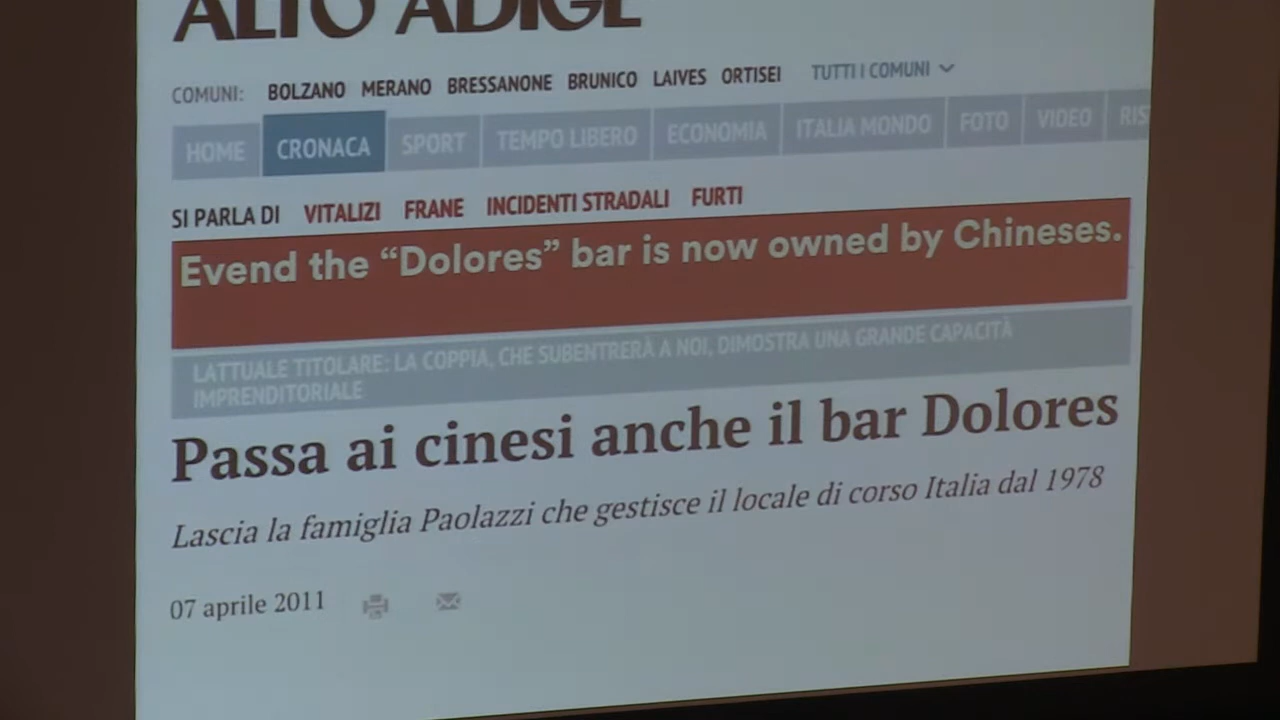 ALTO ADIGE
COMUNI: BOLZANO MERANO BRESSANONE BRUNICO LAIVES ORTISEI TUTTI I COMUNI
HOME CRONACA SPORT TEMPO LIBERO ECONOMIA ITALIA MONDO FOTO VIDEO RIS
SI PARLA DI VITALIZI FRANE INCIDENTI STRADALI FURTI
Evend the “Dolores” bar is now owned by Chineses.
LATTUALE TITOLARE: LA COPPIA, CHE SUBENTRERÀ A NOI, DIMOSTRA UNA GRANDE CAPACITÀ
IMPRENDITORIALE
Passa ai cinesi anche il bar Dolores
Lascia la famiglia Paolazzi che gestisce il locale di corso Italia dal 1978
07 aprile 2011